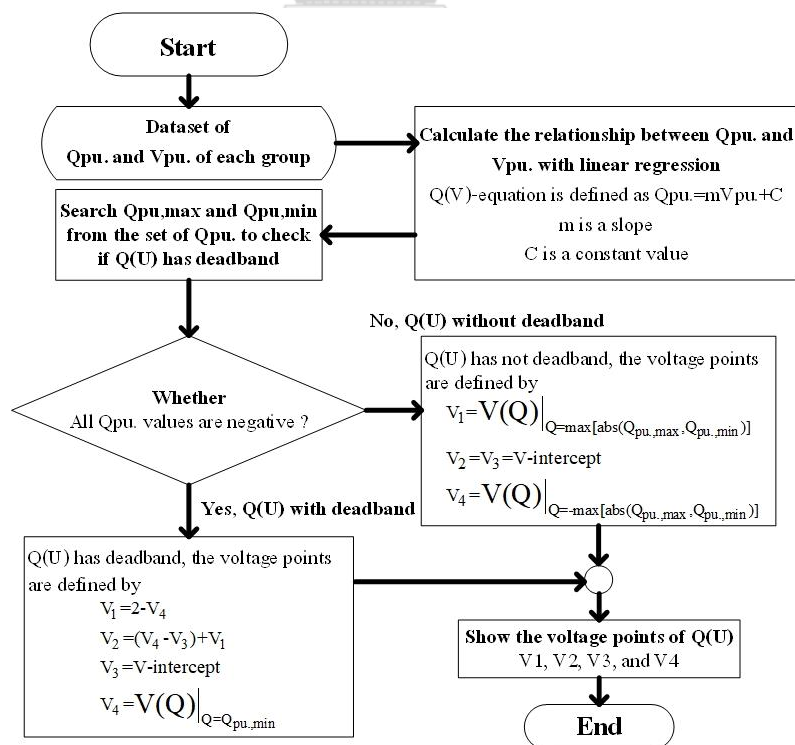 Start
Dataset of
Qpu. and Vpu. of each group
Calculate the relationship between Qpu. and
Vpu. with linear regression
Q(V)-equation is defined as Qpu.=mVpu.+C
m is a slope
C is a constant value
Search Qpu,max and Qpu,min
from the set of Qpu. to check
if Q(U) has deadband
Whether
All Qpu. values are negative ?
No, Q(U) without deadband
Q(U) has not deadband, the voltage points
are defined by
V1=V(Q)|Q=max[abs(Qpu.,max,Qpu.,min)]
V2=V3=V-intercept
V4=V(Q)|Q=-max[abs(Qpu.,max,Qpu.,min)]
Yes, Q(U) with deadband
Q(U) has deadband, the voltage points
are defined by
V1=2-V4
V2=(V4-V3)+V1
V3=V-intercept
V4=V(Q)|Q=Qpu.,min
Show the voltage points of Q(U)
V1, V2, V3, and V4
End